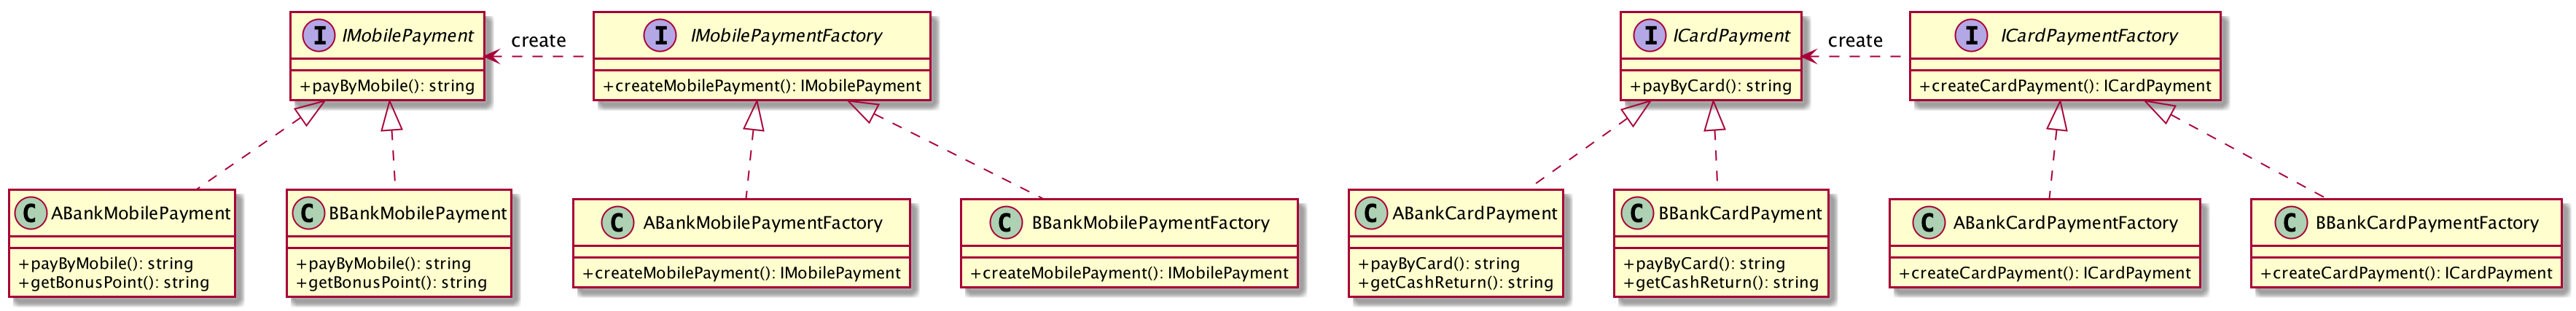 I IMobilePayment
+payByMobile(): string
create
I IMobilePaymentFactory
+createMobilePayment(): IMobilePayment
I ICardPayment
+payByCard(): string
create
I ICardPaymentFactory
+createCardPayment(): ICardPayment
C ABankMobilePayment
+payByMobile(): string
+getBonusPoint(): string
C BBankMobilePayment
+payByMobile(): string
+getBonusPoint(): string
C ABankMobilePaymentFactory
+createMobilePayment(): IMobilePayment
C BBankMobilePaymentFactory
+createMobilePayment(): IMobilePayment
C ABankCardPayment
+payByCard(): string
+getCashReturn(): string
C BBankCardPayment
+payByCard(): string
+getCashReturn(): string
C ABankCardPaymentFactory
+createCardPayment(): ICardPayment
C BBankCardPaymentFactory
+createCardPayment(): ICardPayment